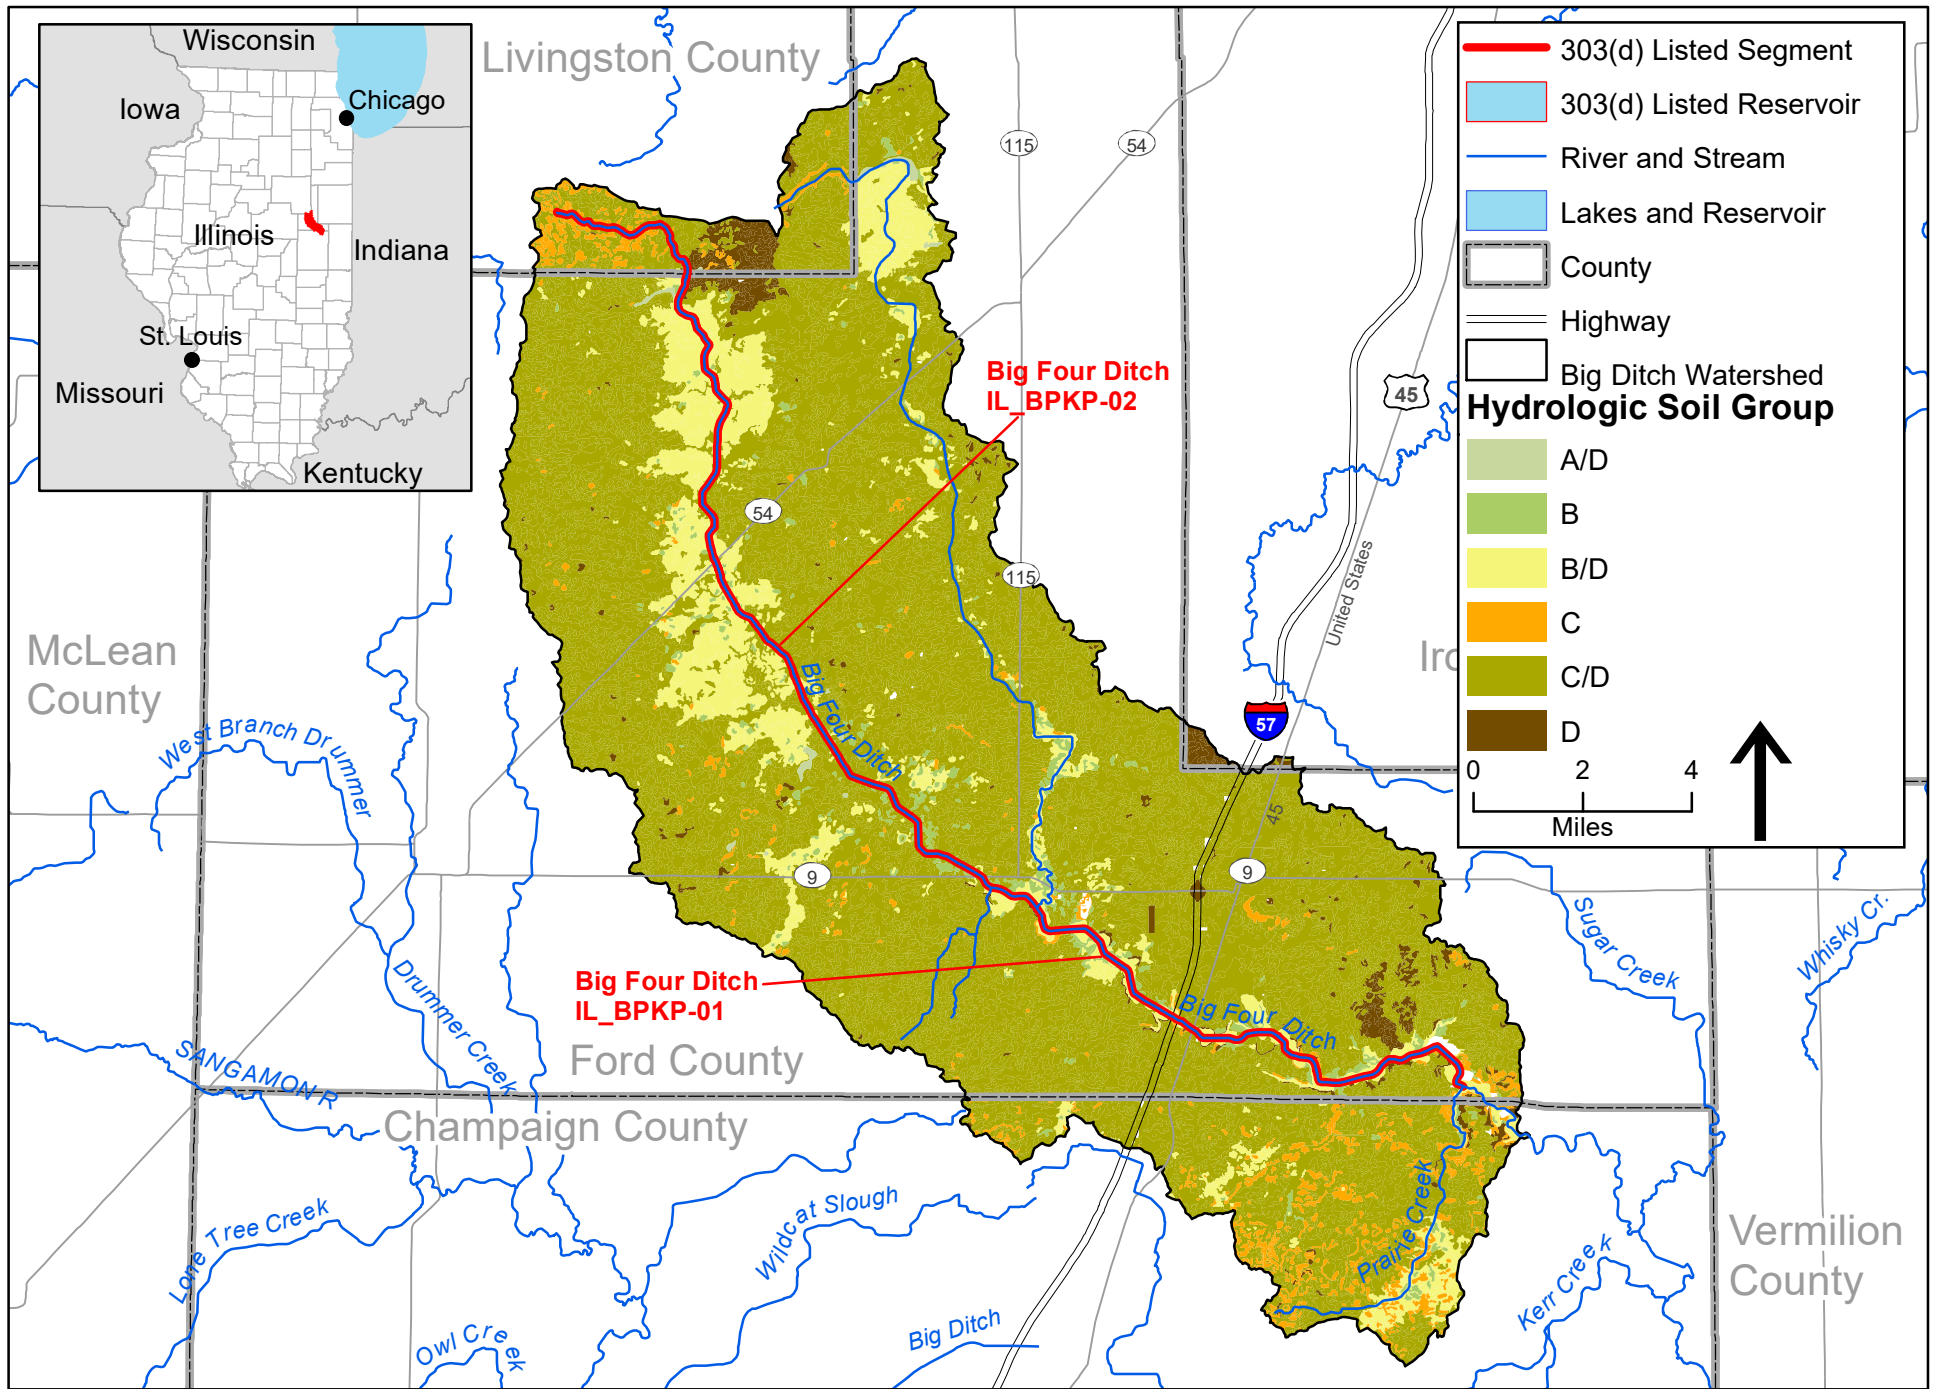 Wisconsin
Iowa
Chicago
Illinois
Indiana
St. Louis
Missouri
Kentucky
Livingston County
115
54
303(d) Listed Segment
303(d) Listed Reservoir
River and Stream
Lakes and Reservoir
County
Highway
Big Ditch Watershed
Hydrologic Soil Group
A/D
B
B/D
C
C/D
D
0 2 4
Miles
45
Big Four Ditch
IL_BPKP-02
54
115
United States
McLean
County
57
West Branch Drummer
Big Four Ditch
45
9
9
Sugar Creek
Whisky Cr.
Drummer Creek
Big Four Ditch
IL_BPKP-01
Big Four Ditch
SANGAMON R
Ford County
Champaign County
Lone Tree Creek
Wildcat Slough
Prairie Creek
Vermilion
County
Kerr Creek
Owl Creek
Big Ditch